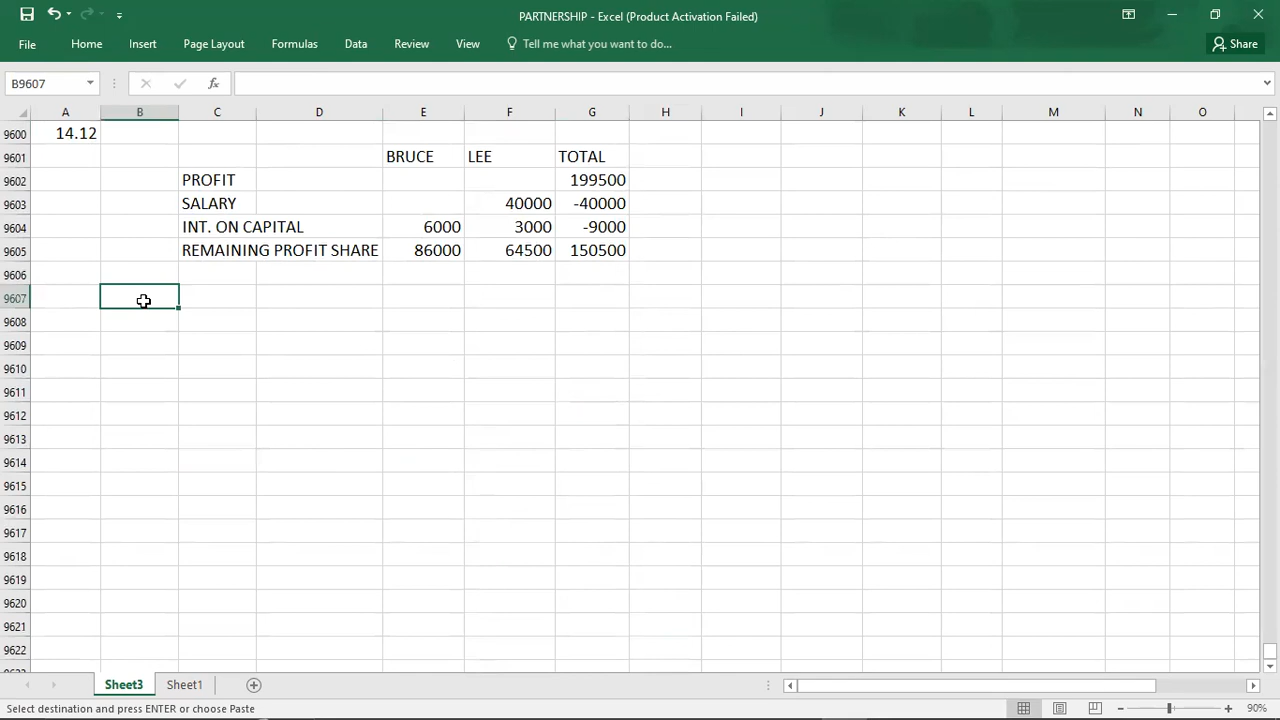 PARTNERSHIP - Excel (Product Activation Failed)
File Home Insert Page Layout Formulas Data Review View Tell me what you want to do... Share
B9607 fx
A B C D E F G H I J K L M N O
9600 14.12
9601 BRUCE LEE TOTAL
9602 PROFIT 199500
9603 SALARY 40000 -40000
9604 INT. ON CAPITAL 6000 3000 -9000
9605 REMAINING PROFIT SHARE 86000 64500 150500
9606
9607
9608
9609
9610
9611
9612
9613
9614
9615
9616
9617
9618
9619
9620
9621
9622
Sheet3 Sheet1
Select destination and press ENTER or choose Paste 90%